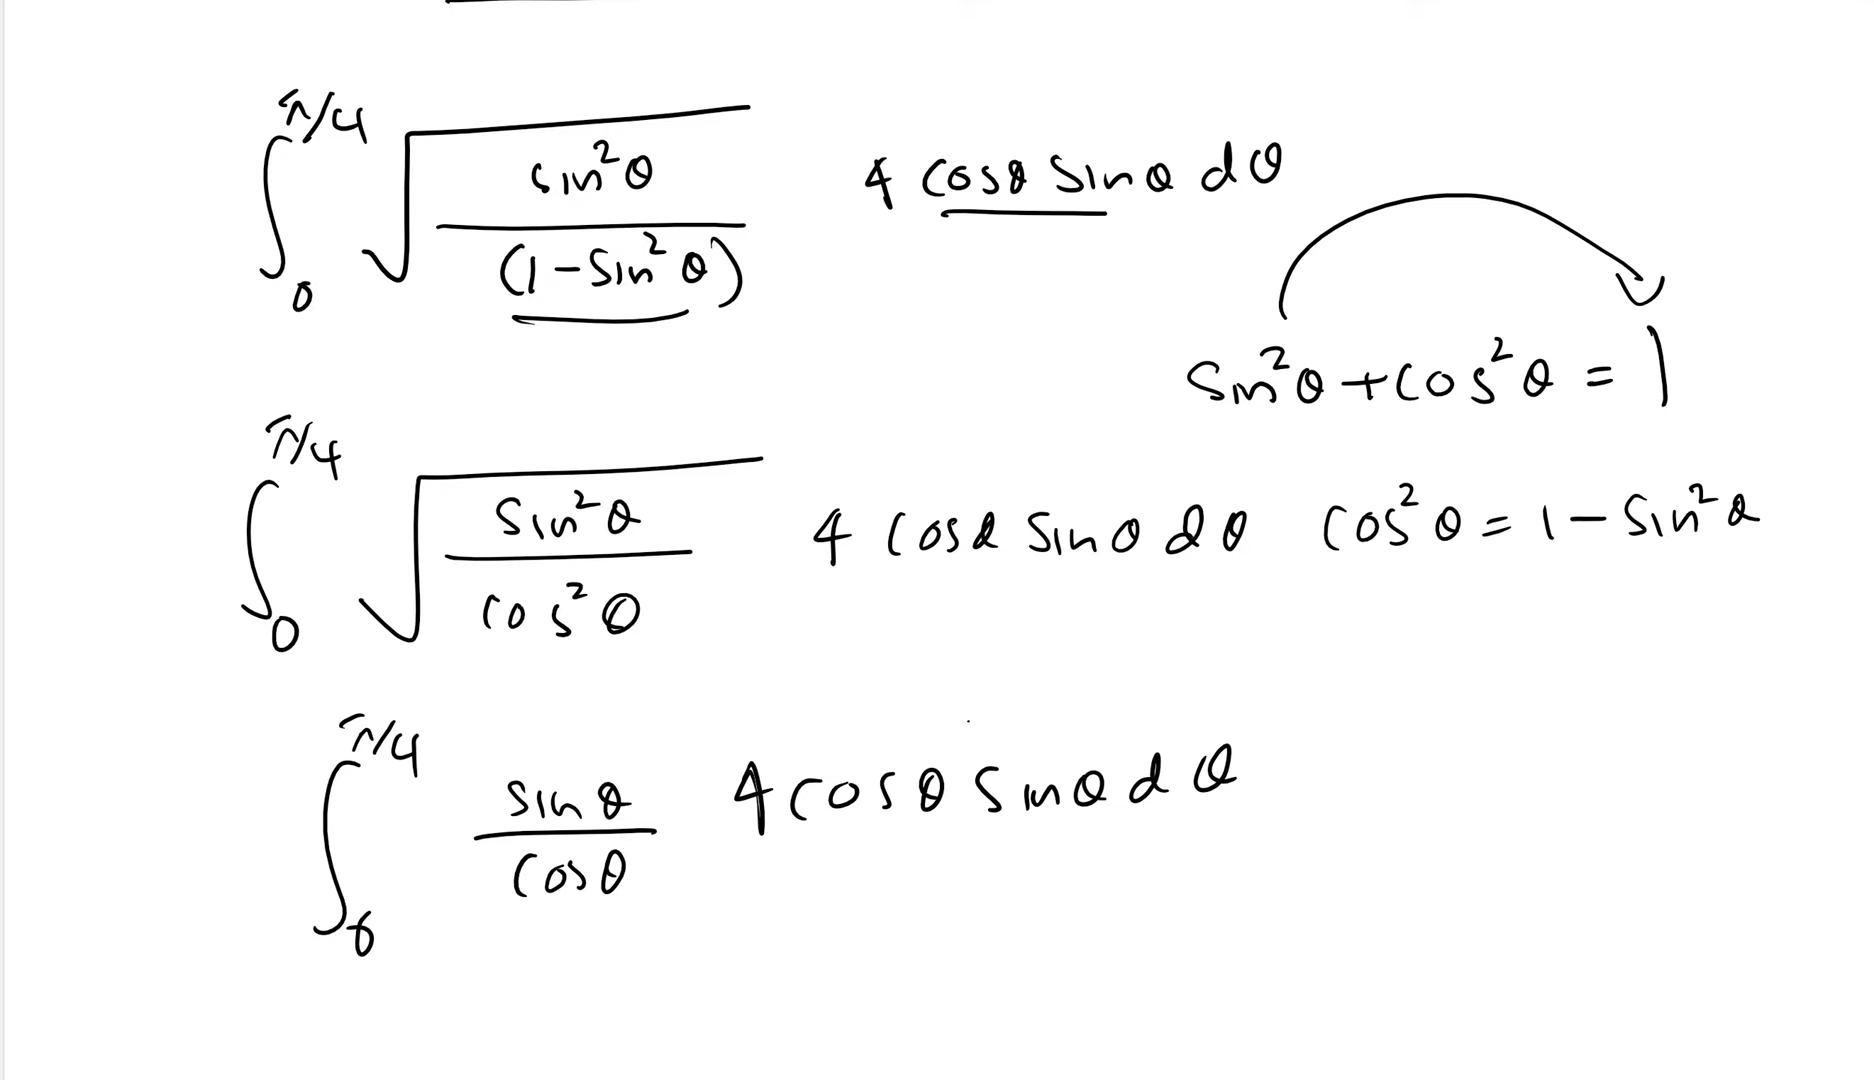 ∫₀^{π/4} √(sin²θ / (1 − sin²θ)) 4 cosθ sinθ dθ
sin²θ + cos²θ = 1
∫₀^{π/4} √(sin²θ / cos²θ) 4 cosθ sinθ dθ cos²θ = 1 − sin²θ
∫₀^{π/4} sinθ / cosθ 4 cosθ sinθ dθ